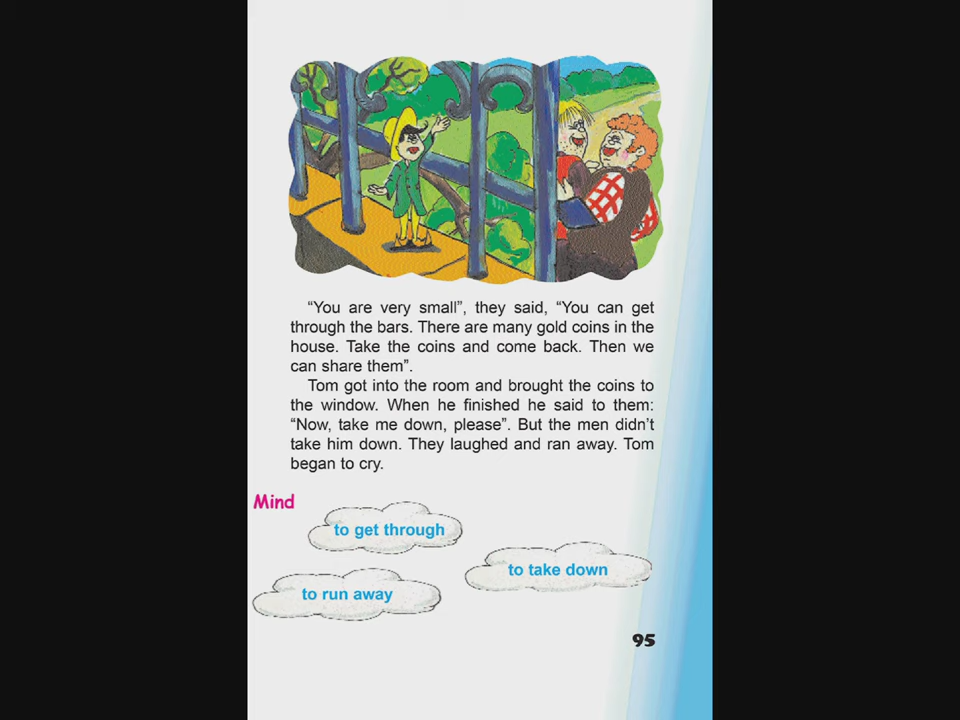 “You are very small”, they said, “You can get
through the bars. There are many gold coins in the
house. Take the coins and come back. Then we
can share them”.
Tom got into the room and brought the coins to
the window. When he finished he said to them:
“Now, take me down, please”. But the men didn’t
take him down. They laughed and ran away. Tom
began to cry.
Mind
to get through
to take down
to run away
95